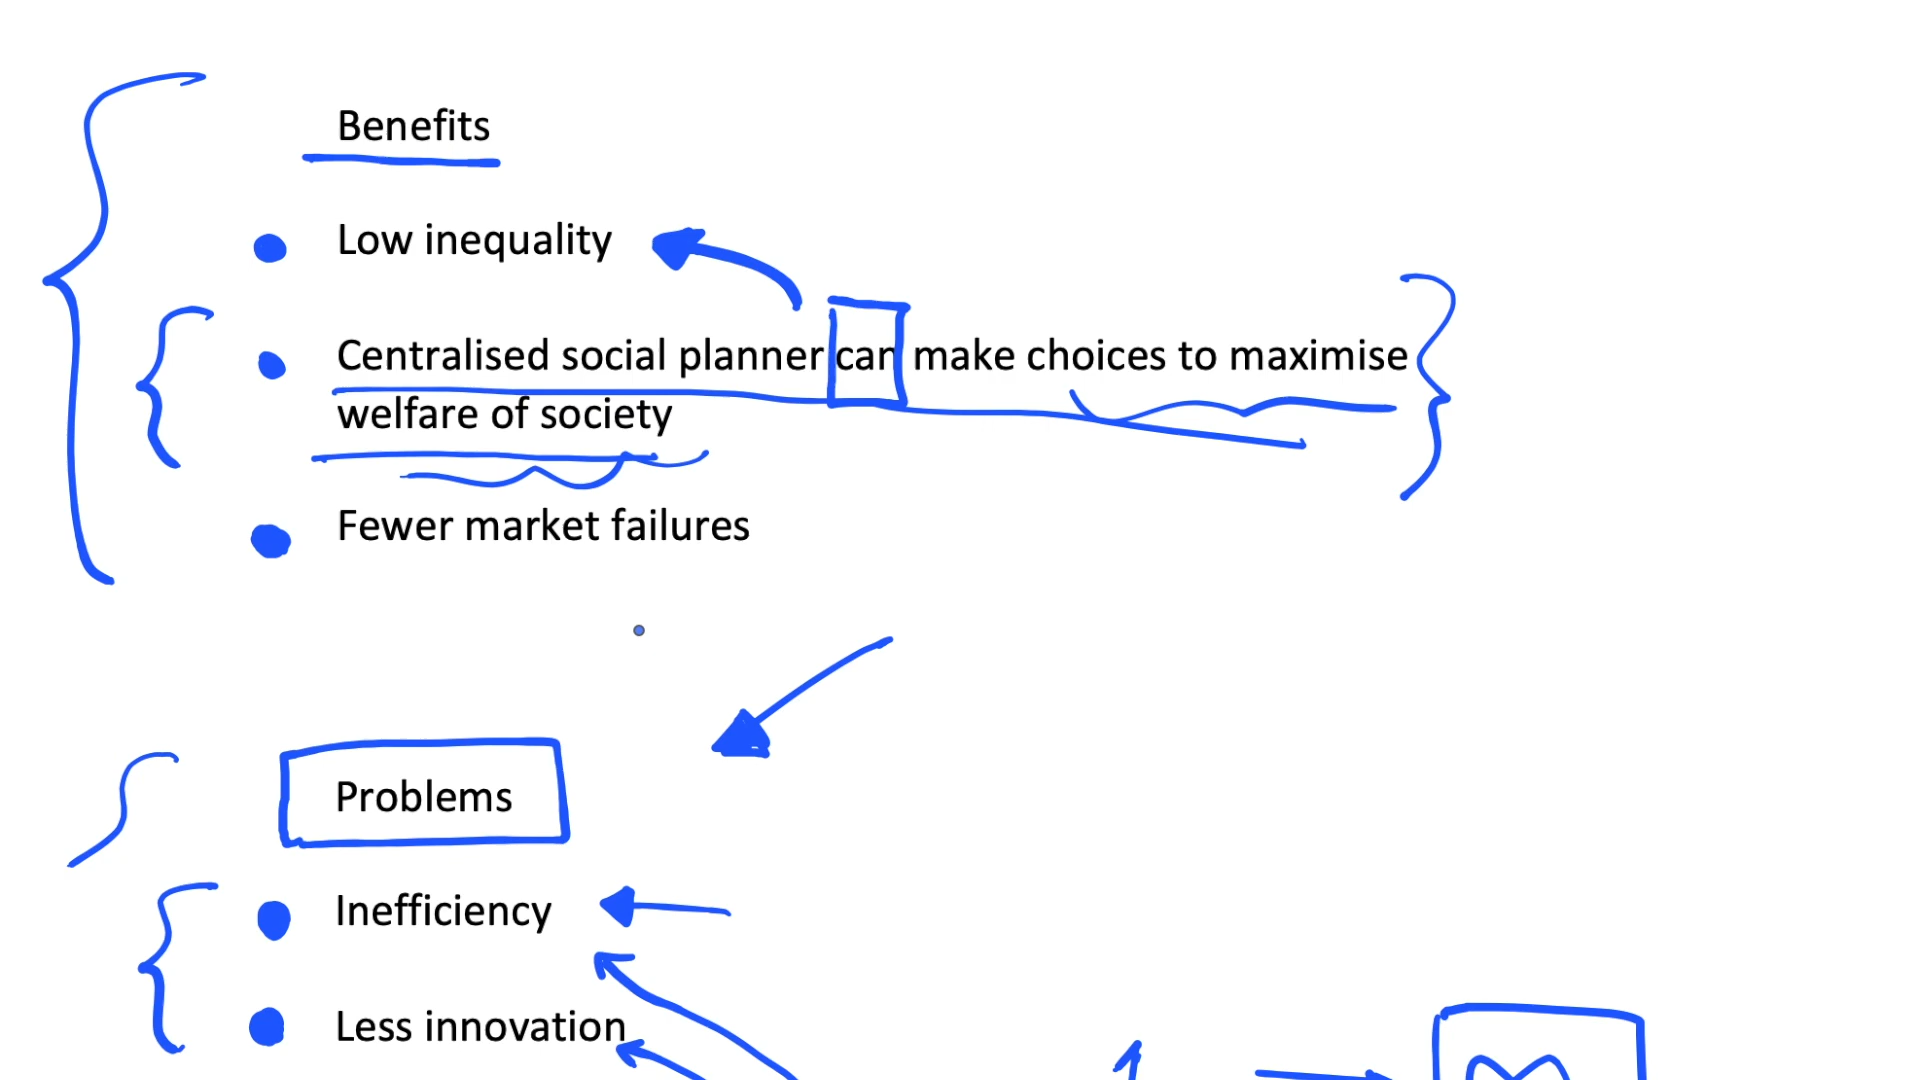 Benefits
Low inequality
Centralised social planner can make choices to maximise
welfare of society
Fewer market failures
Problems
Inefficiency
Less innovation